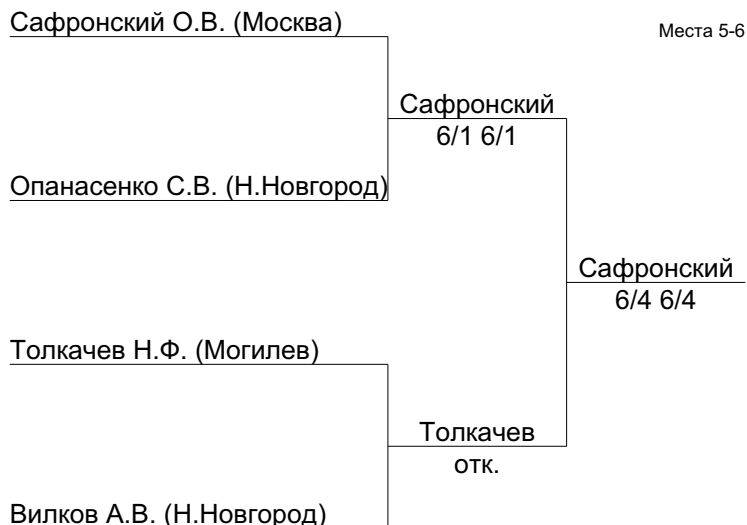 Сафронский О.В. (Москва)
Места 5-6
Сафронский
6/1 6/1
Опанасенко С.В. (Н.Новгород)
Сафронский
6/4 6/4
Толкачев Н.Ф. (Могилев)
Толкачев
отк.
Вилков А.В. (Н.Новгород)